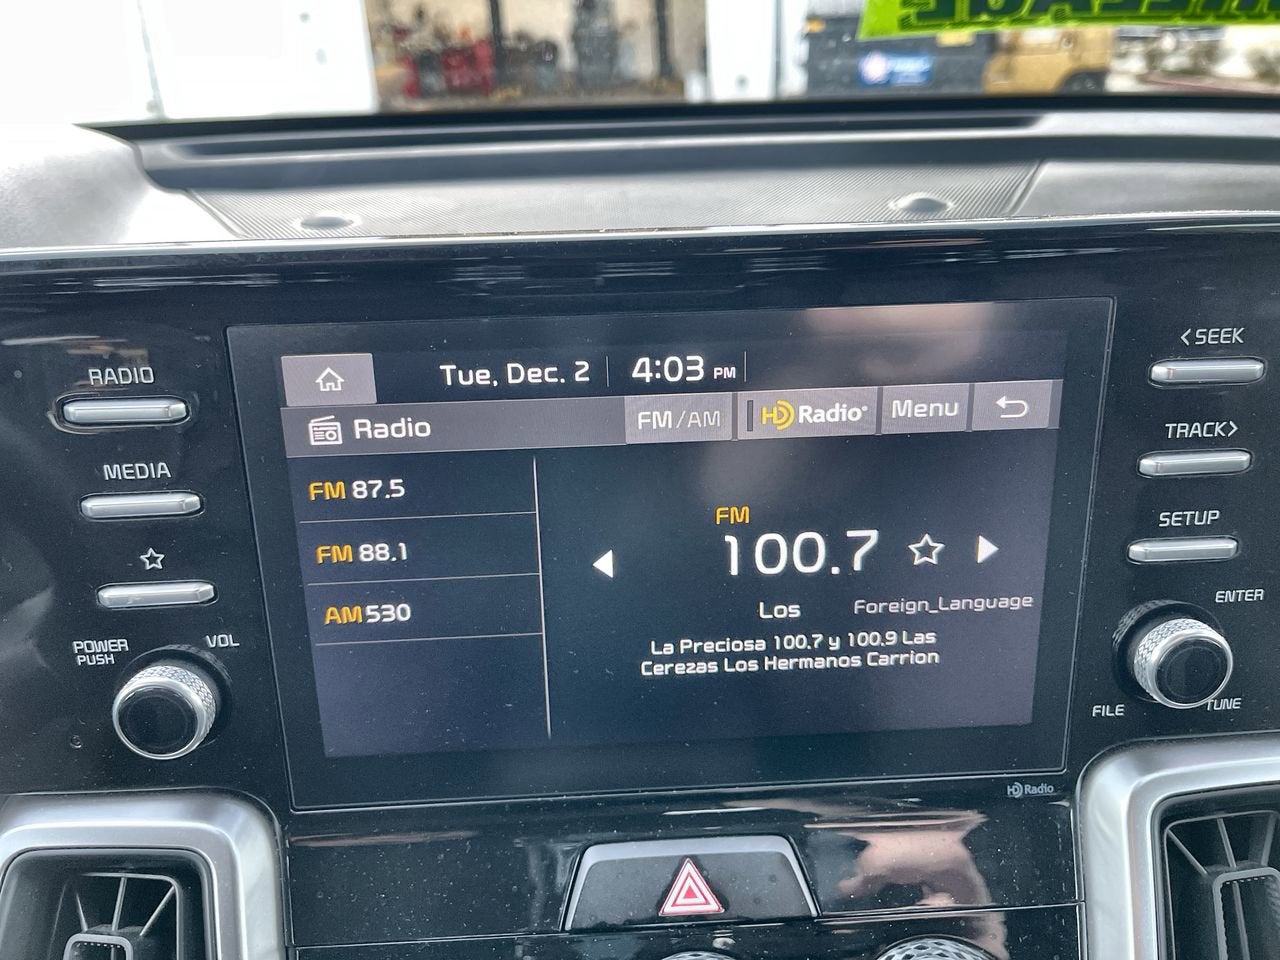 RADIO
MEDIA
POWER
PUSH
VOL
Tue, Dec. 2
4:03 PM
Radio
FM/AM
HD Radio
Menu
FM 87.5
FM 88.1
AM 530
FM
100.7
Los
Foreign_Language
La Preciosa 100.7 y 100.9 Las
Cerezas Los Hermanos Carrion
HD Radio
<SEEK
TRACK>
SETUP
ENTER
FILE
TUNE